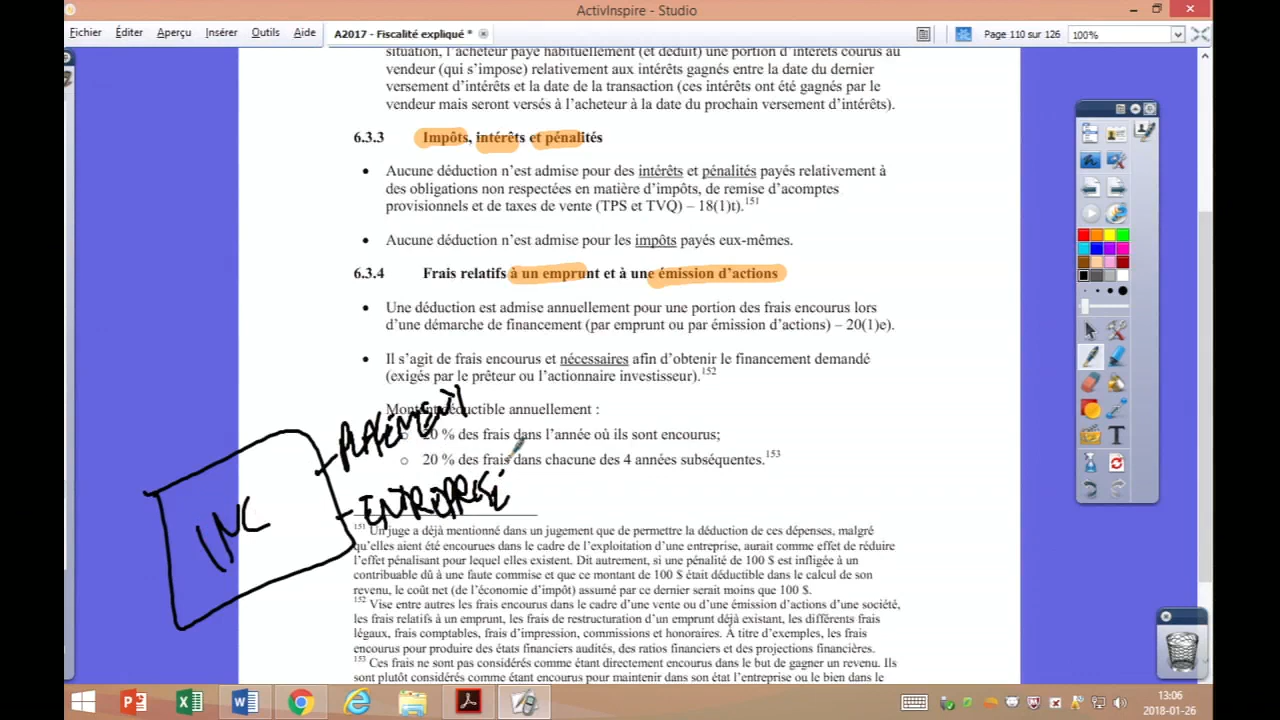 ActivInspire - Studio
Fichier Éditer Aperçu Insérer Outils Aide A2017 - Fiscalité expliqué * Page 110 sur 126 100%
situation, l'acheteur paye habituellement (et déduit) une portion d'intérêts courus au
vendeur (qui s'impose) relativement aux intérêts gagnés entre la date du dernier
versement d'intérêts et la date de la transaction (ces intérêts ont été gagnés par le
vendeur mais seront versés à l'acheteur à la date du prochain versement d'intérêts).
6.3.3 Impôts, intérêts et pénalités
• Aucune déduction n'est admise pour des intérêts et pénalités payés relativement à
des obligations non respectées en matière d'impôts, de remise d'acomptes
provisionnels et de taxes de vente (TPS et TVQ) – 18(1)t).151
• Aucune déduction n'est admise pour les impôts payés eux-mêmes.
6.3.4 Frais relatifs à un emprunt et à une émission d'actions
• Une déduction est admise annuellement pour une portion des frais encourus lors
d'une démarche de financement (par emprunt ou par émission d'actions) – 20(1)e).
• Il s'agit de frais encourus et nécessaires afin d'obtenir le financement demandé
(exigés par le prêteur ou l'actionnaire investisseur).152
Montant déductible annuellement :
PLACEMENT
o 20 % des frais dans l'année où ils sont encourus;
o 20 % des frais dans chacune des 4 années subséquentes.153
ENTREPRISE
INC
151 Un juge a déjà mentionné dans un jugement que de permettre la déduction de ces dépenses, malgré
qu'elles aient été encourues dans le cadre de l'exploitation d'une entreprise, aurait comme effet de réduire
l'effet pénalisant pour lequel elles existent. Dit autrement, si une pénalité de 100 $ est infligée à un
contribuable dû à une faute commise et que ce montant de 100 $ était déductible dans le calcul de son
revenu, le coût net (de l'économie d'impôt) assumé par ce dernier serait moins que 100 $.
152 Vise entre autres les frais encourus dans le cadre d'une vente ou d'une émission d'actions d'une société,
les frais relatifs à un emprunt, les frais de restructuration d'un emprunt déjà existant, les différents frais
légaux, frais comptables, frais d'impression, commissions et honoraires. À titre d'exemples, les frais
encourus pour produire des états financiers audités, des ratios financiers et des projections financières.
153 Ces frais ne sont pas considérés comme étant directement encourus dans le but de gagner un revenu. Ils
sont plutôt considérés comme étant encourus pour maintenir dans son état l'entreprise ou le bien dans le
13:06
2018-01-26